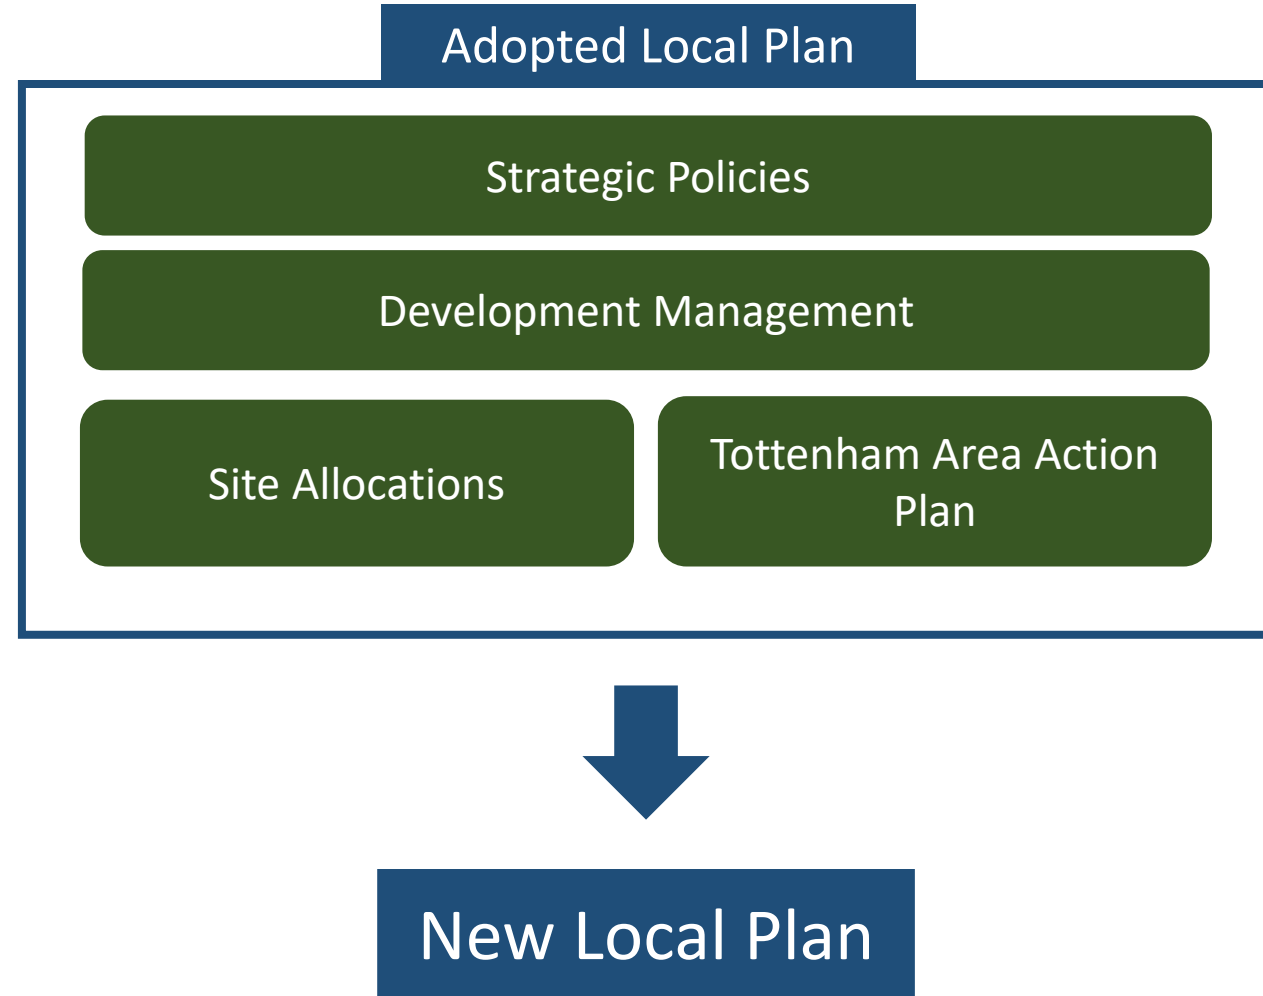 Adopted Local Plan
Strategic Policies
Development Management
Site Allocations
Tottenham Area Action
Plan
New Local Plan